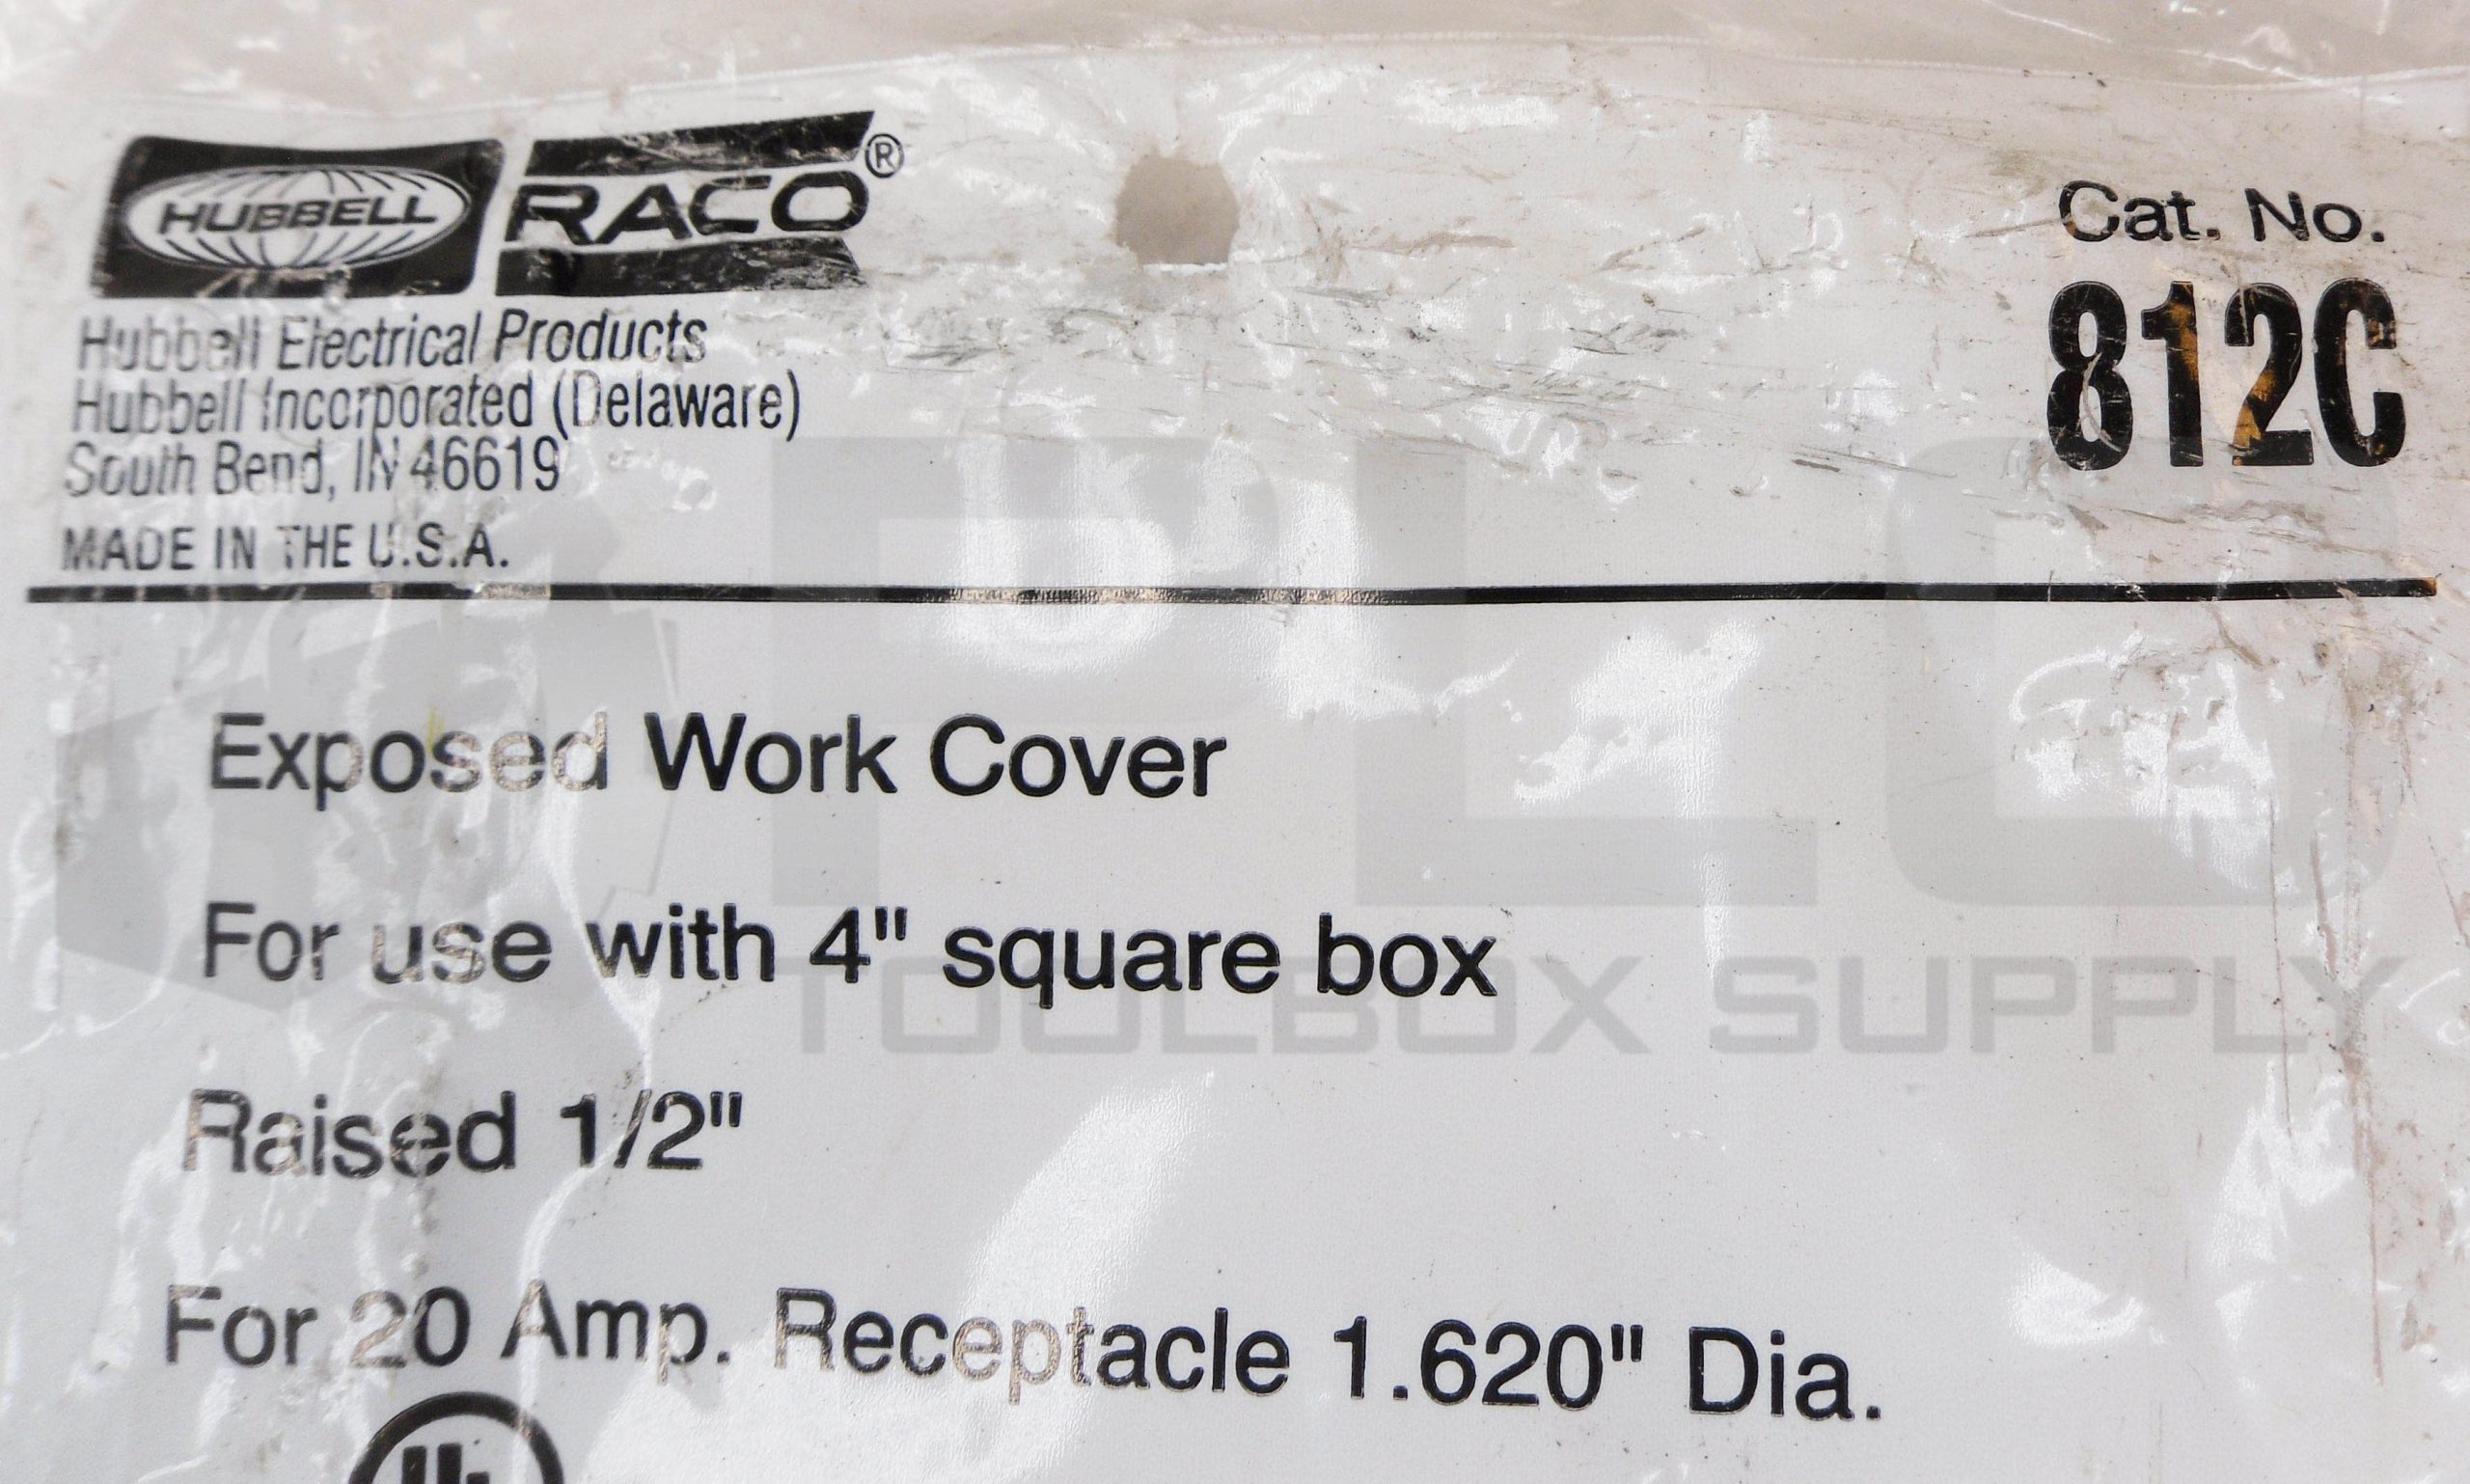 HUBBELL RACO®
Cat. No.
812C
Hubbell Electrical Products
Hubbell Incorporated (Delaware)
South Bend, IN 46619
MADE IN THE U.S.A.
Exposed Work Cover
For use with 4" square box
Raised 1/2"
For 20 Amp. Receptacle 1.620" Dia.
UL
PLC
TOOLBOX SUPPLY